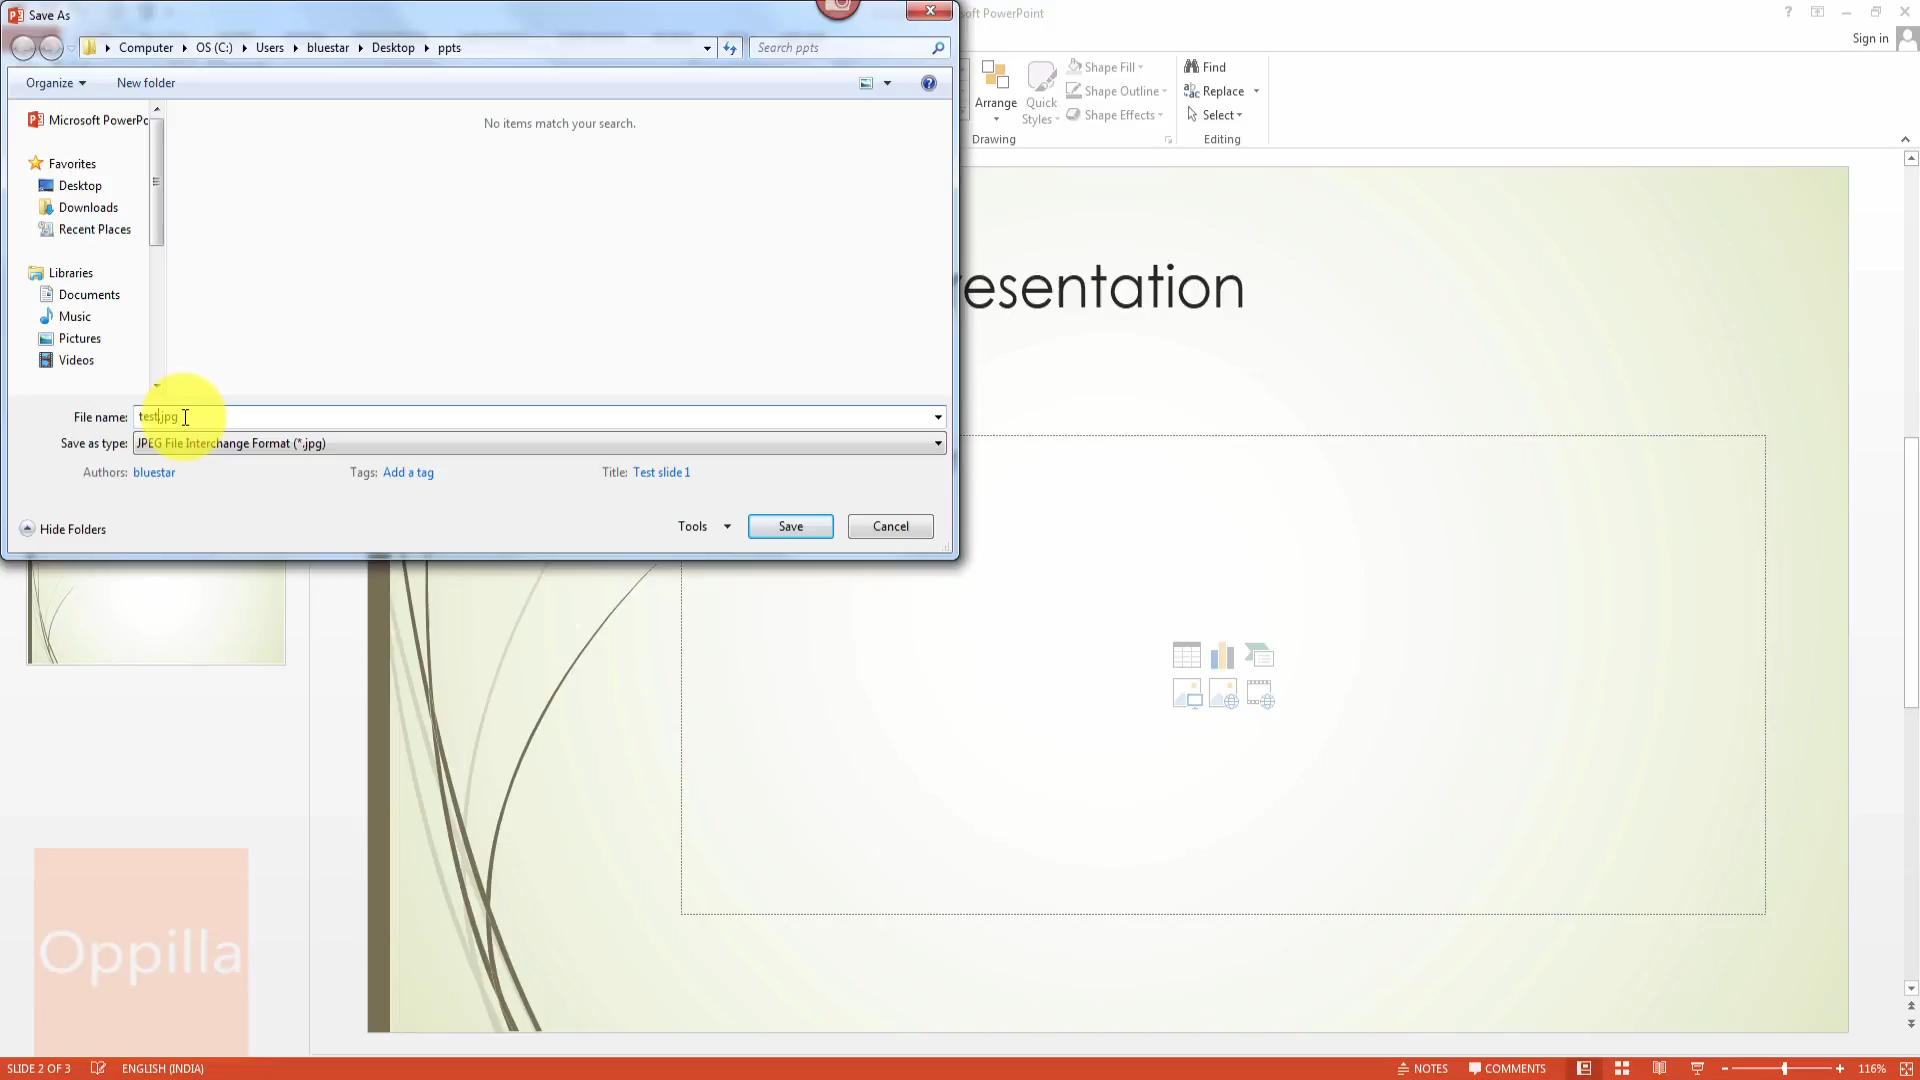 Save As
soft PowerPoint
Sign in
Computer OS (C:) Users bluestar Desktop ppts
Search ppts
Organize New folder
Shape Fill
Shape Outline
Shape Effects
Arrange
Quick Styles
Drawing
Find
Replace
Select
Editing
Microsoft PowerPo
Favorites
Desktop
Downloads
Recent Places
Libraries
Documents
Music
Pictures
Videos
No items match your search.
File name: test.jpg
Save as type: JPEG File Interchange Format (*.jpg)
Authors: bluestar Tags: Add a tag Title: Test slide 1
Hide Folders Tools Save Cancel
resentation
Oppilla
SLIDE 2 OF 3 ENGLISH (INDIA) NOTES COMMENTS 116%